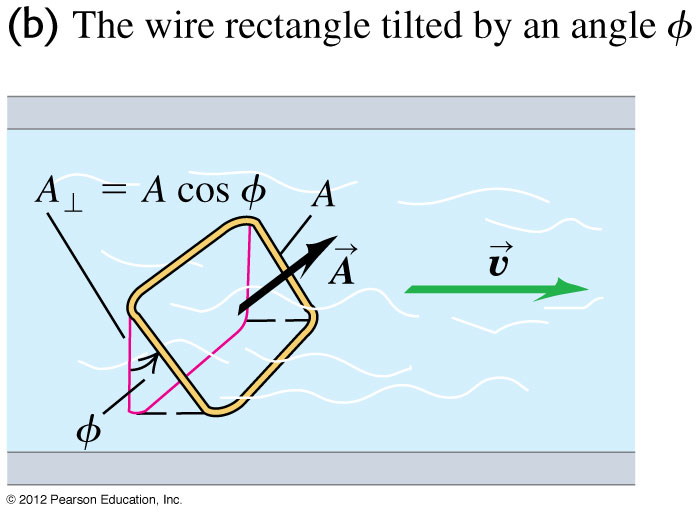 (b) The wire rectangle tilted by an angle ϕ
A⊥ = A cos ϕ
A
A⃗
v⃗
ϕ
© 2012 Pearson Education, Inc.